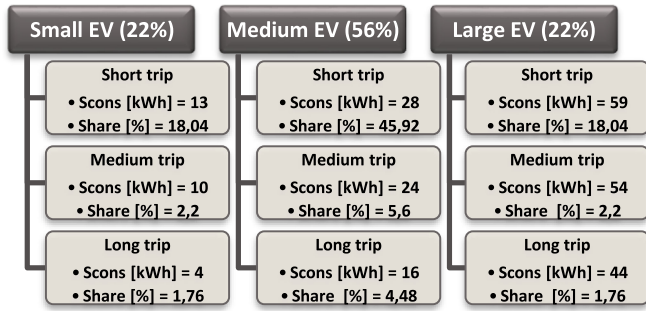 Small EV (22%)
Short trip
• Scons [kWh] = 13
• Share [%] = 18,04
Medium trip
• Scons [kWh] = 10
• Share [%] = 2,2
Long trip
• Scons [kWh] = 4
• Share [%] = 1,76
Medium EV (56%)
Short trip
• Scons [kWh] = 28
• Share [%] = 45,92
Medium trip
• Scons [kWh] = 24
• Share [%] = 5,6
Long trip
• Scons [kWh] = 16
• Share [%] = 4,48
Large EV (22%)
Short trip
• Scons [kWh] = 59
• Share [%] = 18,04
Medium trip
• Scons [kWh] = 54
• Share [%] = 2,2
Long trip
• Scons [kWh] = 44
• Share [%] = 1,76